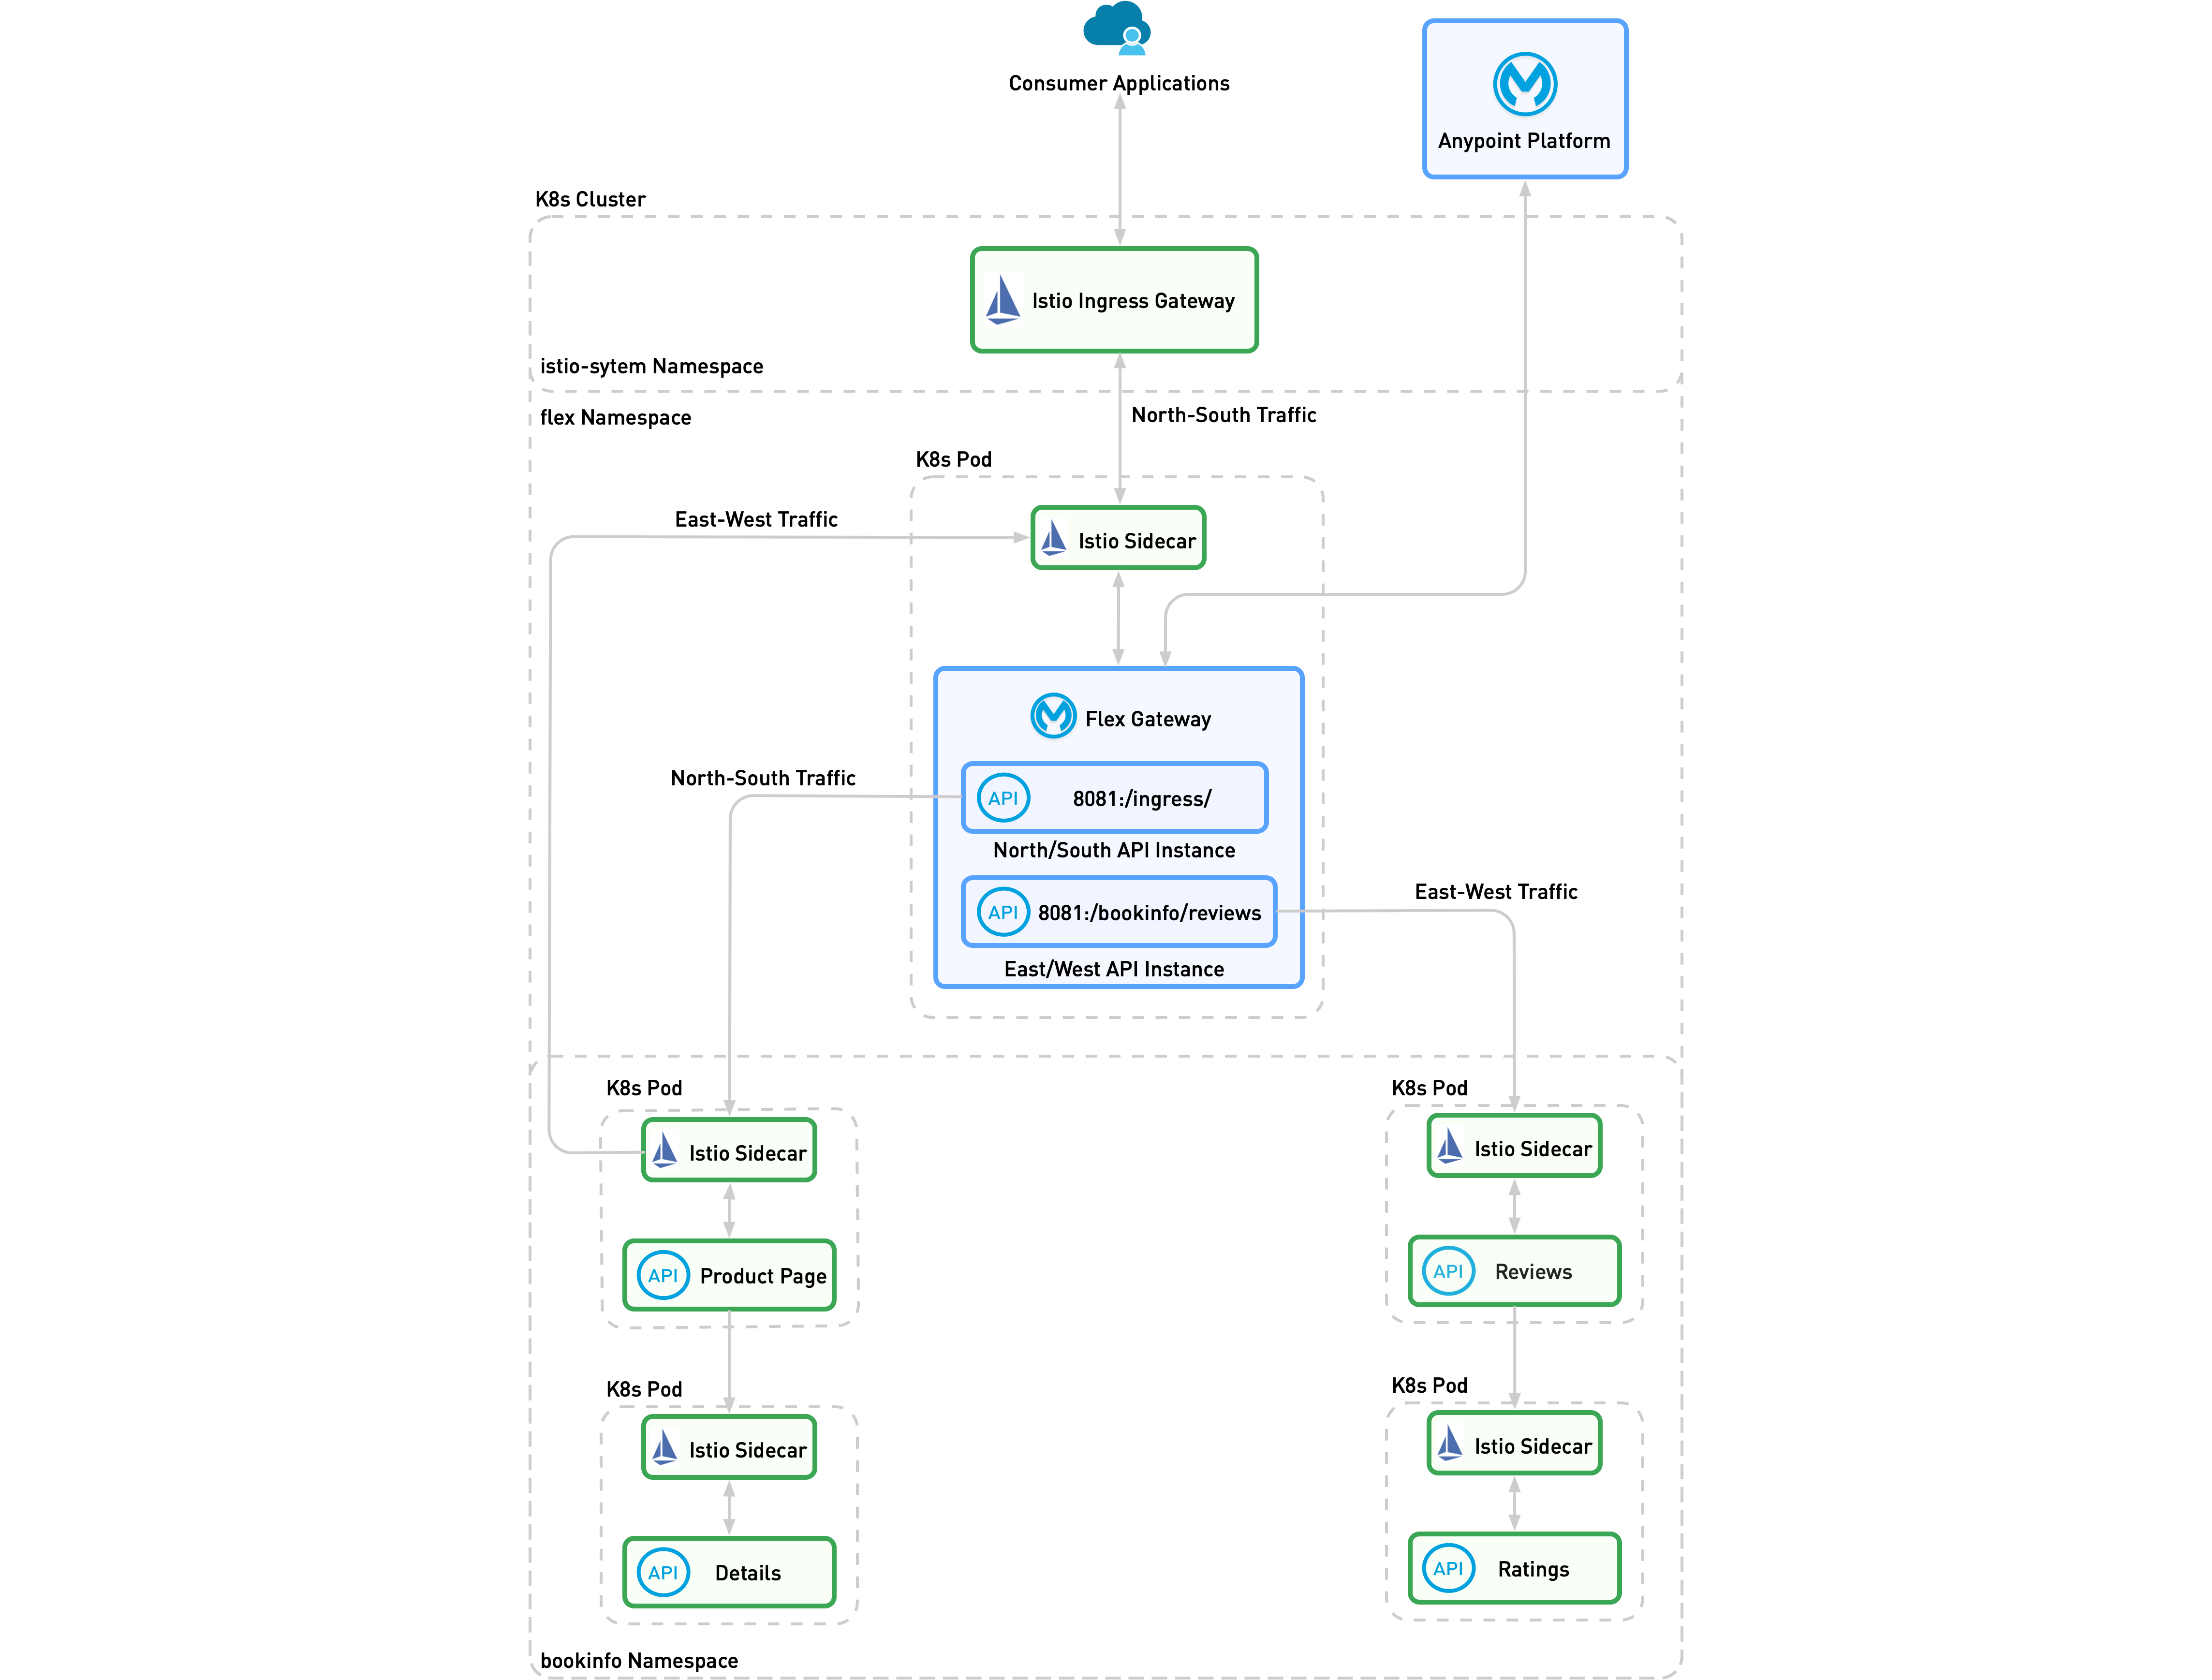 Consumer Applications
Anypoint Platform
K8s Cluster
Istio Ingress Gateway
istio-sytem Namespace
flex Namespace
North-South Traffic
K8s Pod
East-West Traffic
Istio Sidecar
Flex Gateway
North-South Traffic
API
8081:/ingress/
North/South API Instance
East-West Traffic
API
8081:/bookinfo/reviews
East/West API Instance
K8s Pod
K8s Pod
Istio Sidecar
Istio Sidecar
API
Product Page
API
Reviews
K8s Pod
K8s Pod
Istio Sidecar
Istio Sidecar
API
Details
API
Ratings
bookinfo Namespace